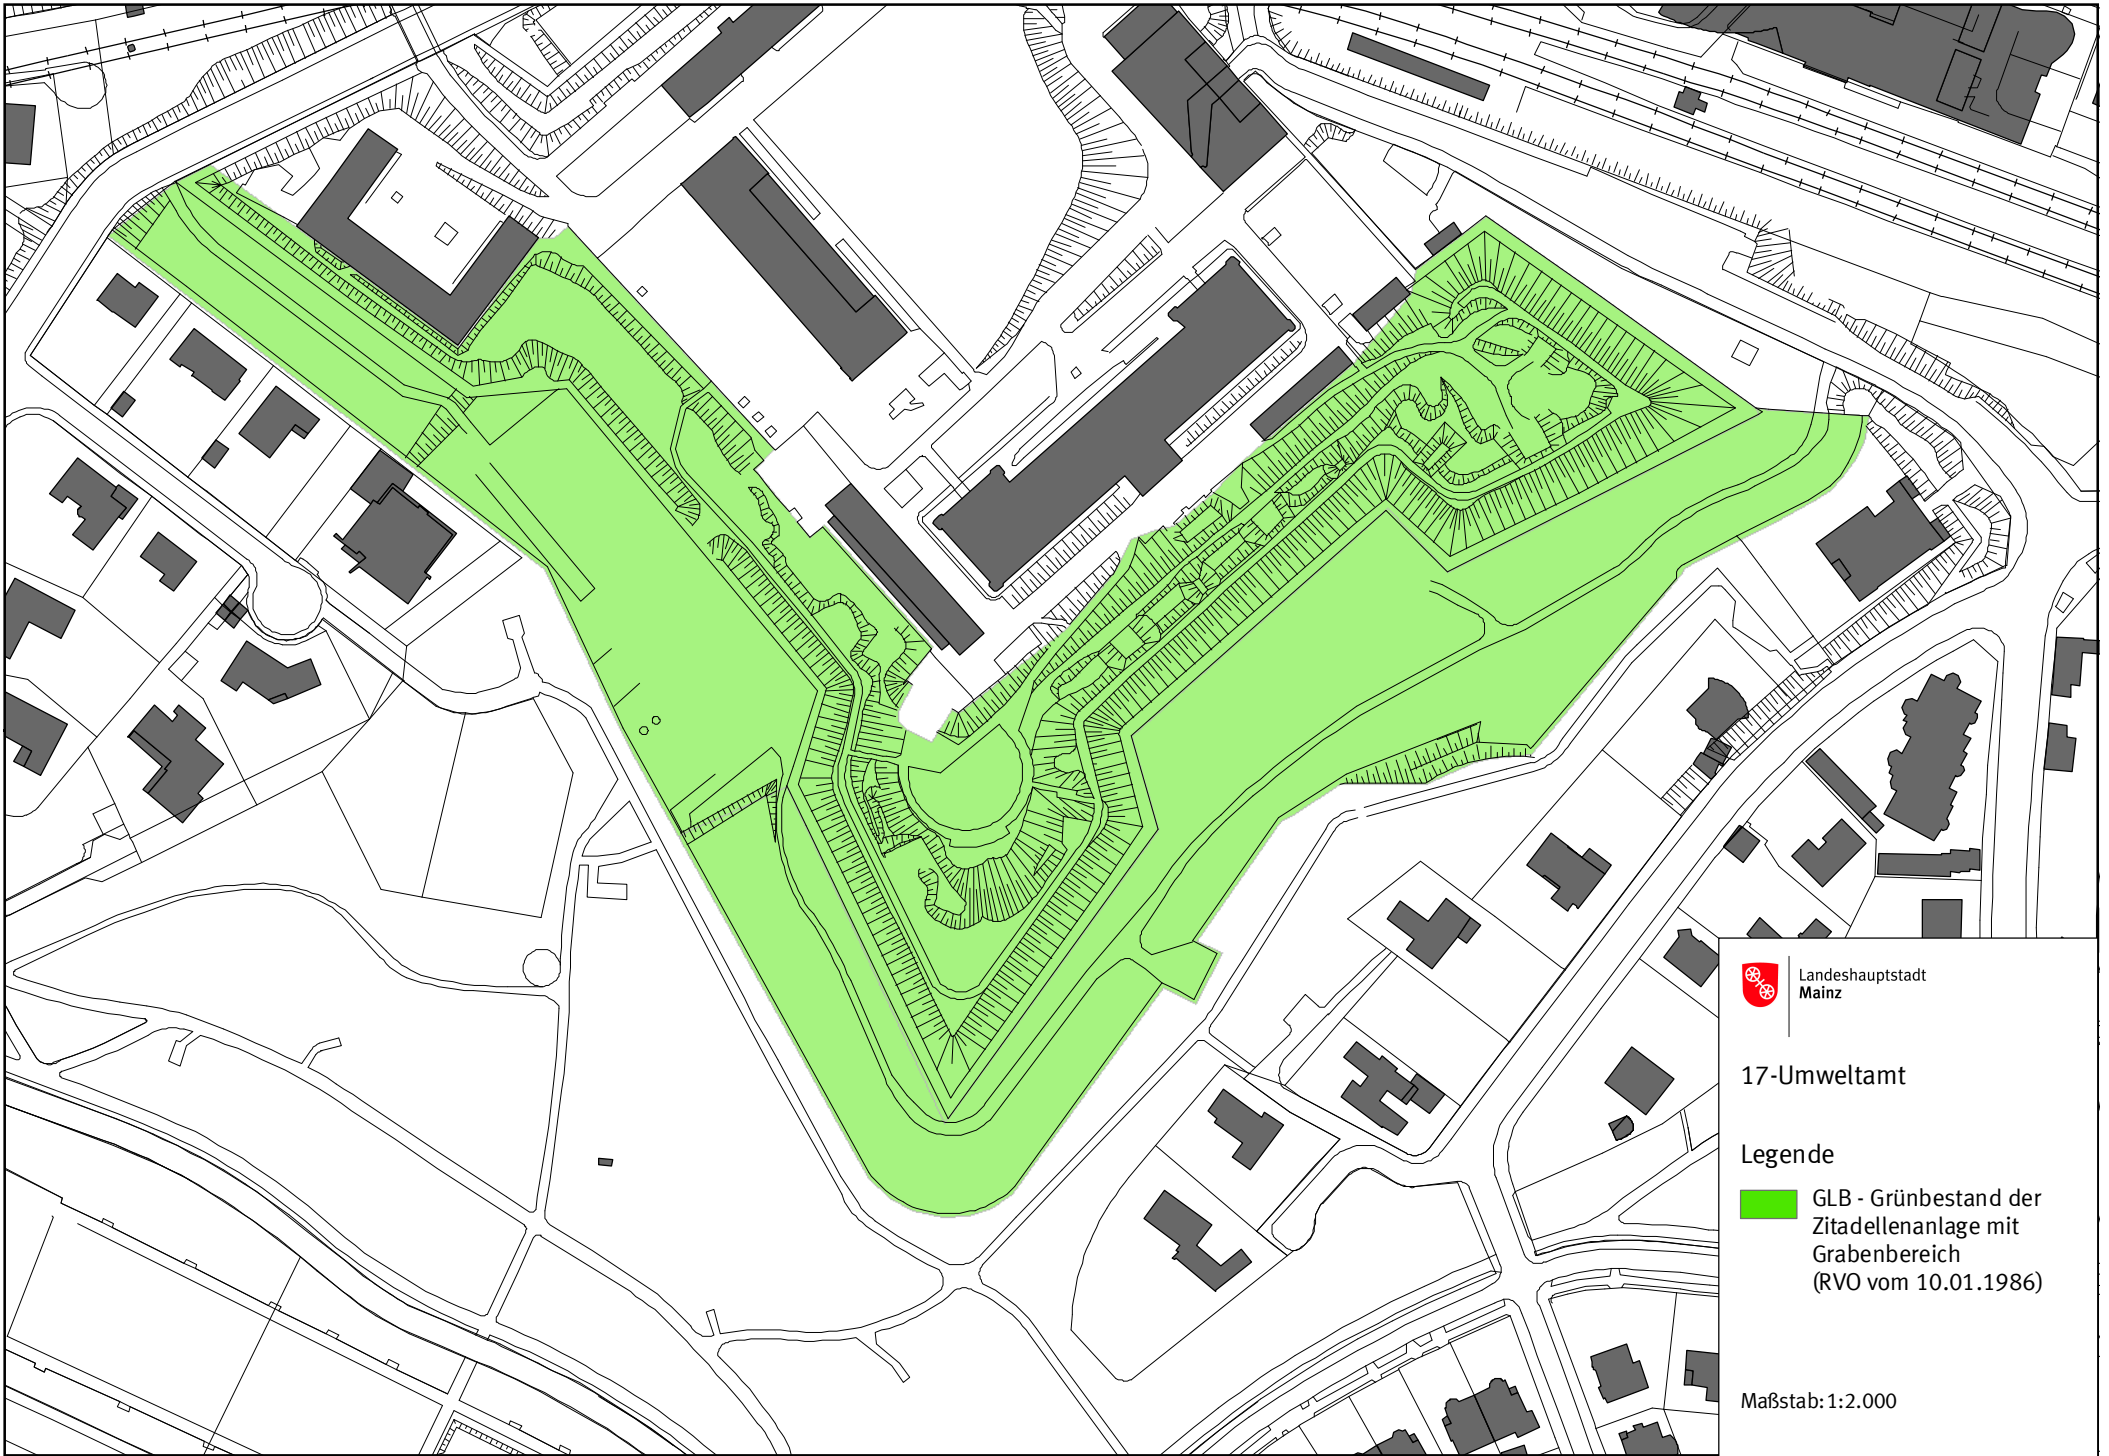 Landeshauptstadt
Mainz
17-Umweltamt
Legende
GLB - Grünbestand der
Zitadellenanlage mit
Grabenbereich
(RVO vom 10.01.1986)
Maßstab: 1:2.000